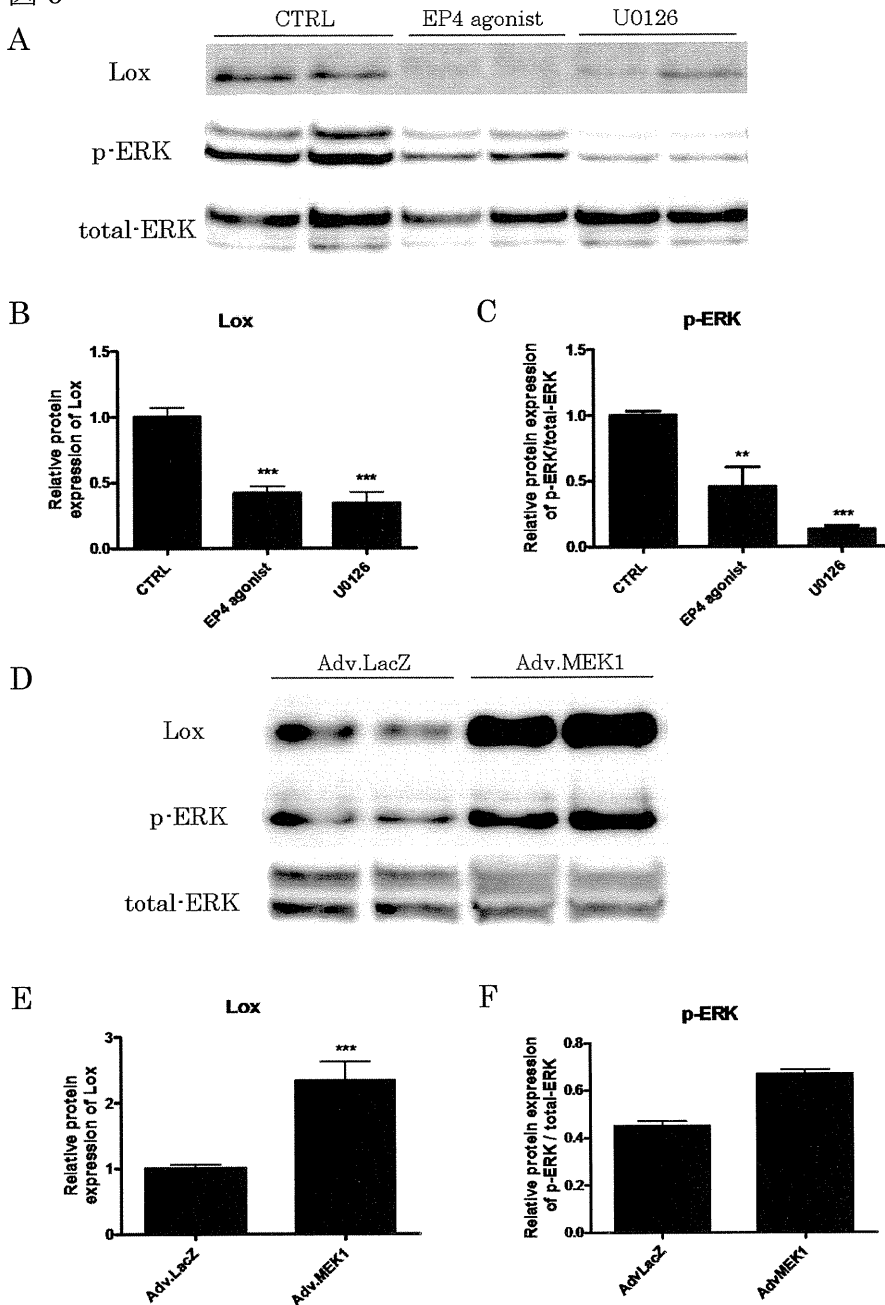 A
CTRL EP4 agonist U0126
Lox
p-ERK
total-ERK
B
Lox
Relative protein
expression of Lox
1.5
1.0
0.5
0.0
***
***
CTRL
EP4 agonist
U0126
C
p-ERK
Relative protein expression
of p-ERK/total-ERK
1.5
1.0
0.5
0.0
**
***
CTRL
EP4 agonist
U0126
D
Adv.LacZ Adv.MEK1
Lox
p-ERK
total-ERK
E
Lox
Relative protein
expression of Lox
3
2
1
0
***
Adv.LacZ
Adv.MEK1
F
p-ERK
Relative protein expression
of p-ERK / total-ERK
0.8
0.6
0.4
0.2
0.0
AdvLacZ
AdvMEK1